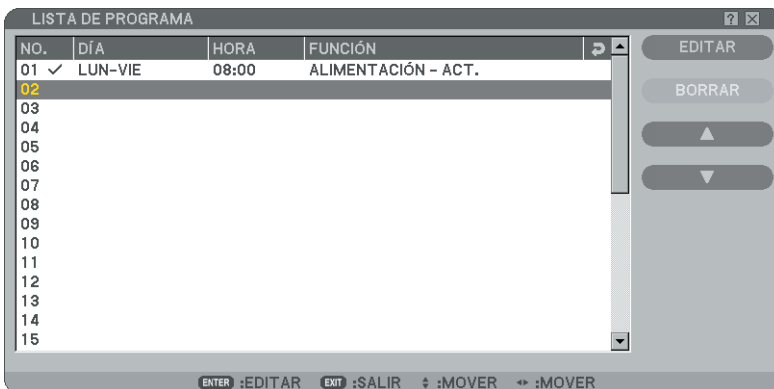 LISTA DE PROGRAMA
NO. DÍA HORA FUNCIÓN
01 LUN-VIE 08:00 ALIMENTACIÓN - ACT.
02
03
04
05
06
07
08
09
10
11
12
13
14
15
EDITAR
BORRAR
ENTER :EDITAR EXIT :SALIR :MOVER :MOVER